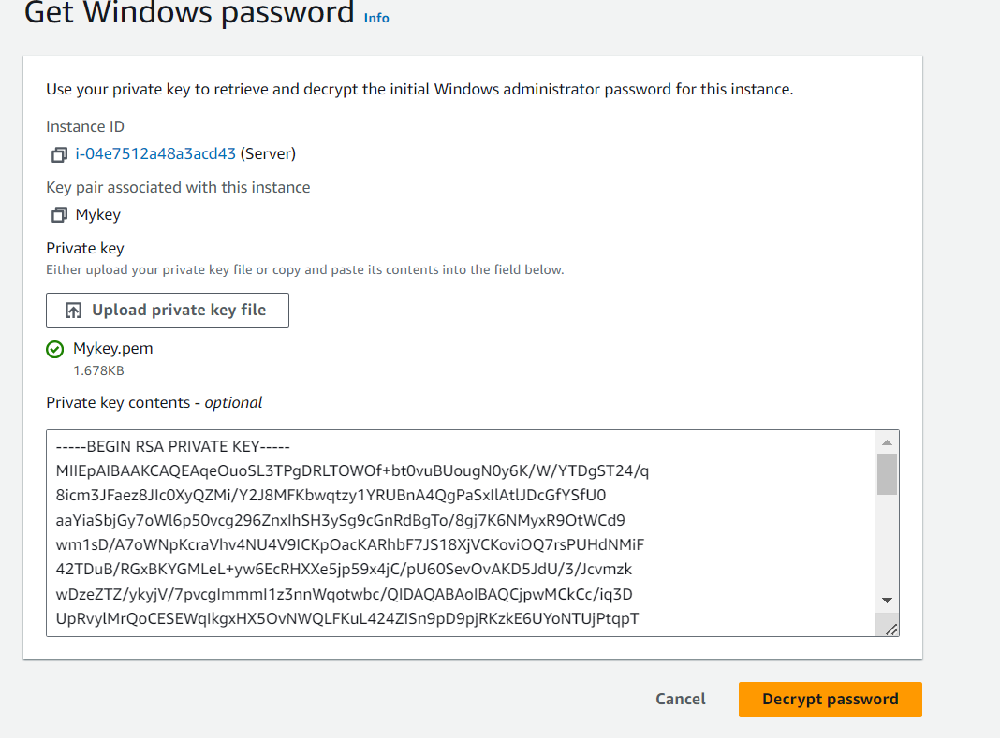 Get Windows password Info
Use your private key to retrieve and decrypt the initial Windows administrator password for this instance.
Instance ID
i-04e7512a48a3acd43 (Server)
Key pair associated with this instance
Mykey
Private key
Either upload your private key file or copy and paste its contents into the field below.
Upload private key file
Mykey.pem
1.678KB
Private key contents - optional
-----BEGIN RSA PRIVATE KEY-----
MIIEpAIBAAKCAQEAqeOuoSL3TPgDRLTOWOf+bt0vuBUougN0y6K/W/YTDgST24/q
8icm3JFaez8JIc0XyQZMi/Y2J8MFKbwqtzy1YRUBnA4QgPaSxIlAtlJDcGfYSfU0
aaYiaSbjGy7oWl6p50vcg296ZnxIhSH3ySg9cGnRdBgTo/8gj7K6NMyxR9OtWCd9
wm1sD/A7oWNpKcraVhv4NU4V9ICKpOacKARhbF7JS18XjVCKoviOQ7rsPUHdNMiF
42TDuB/RGxBKYGMLeL+yw6EcRHXXe5jp59x4jC/pU60SevOvAKD5JdU/3/Jcvmzk
wDzeZTZ/ykyjV/7pvcgImmmI1z3nnWqotwbc/QIDAQABAoIBAQCjpwMCkCc/iq3D
UpRvylMrQoCESEWqIkgxHX5OvNWQLFKuL424ZISn9pD9pjRKzkE6UYoNTUjPtqpT
Cancel
Decrypt password